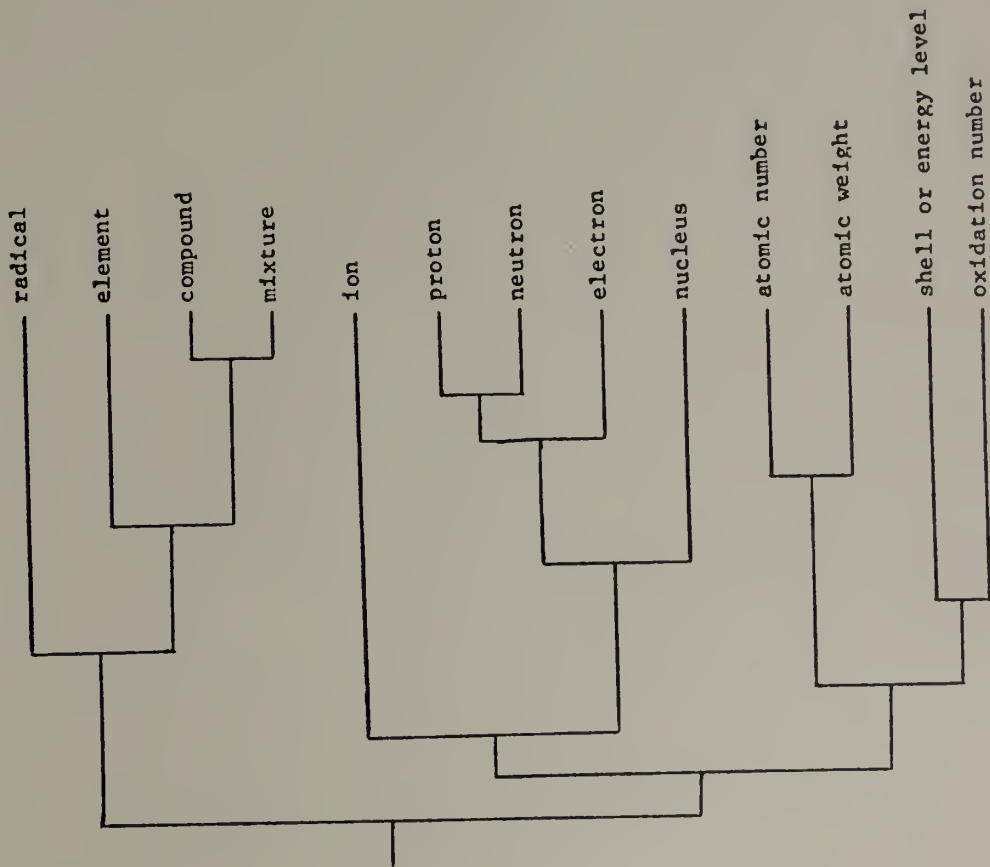 radical
element
compound
mixture
ion
proton
neutron
electron
nucleus
atomic number
atomic weight
shell or energy level
oxidation number